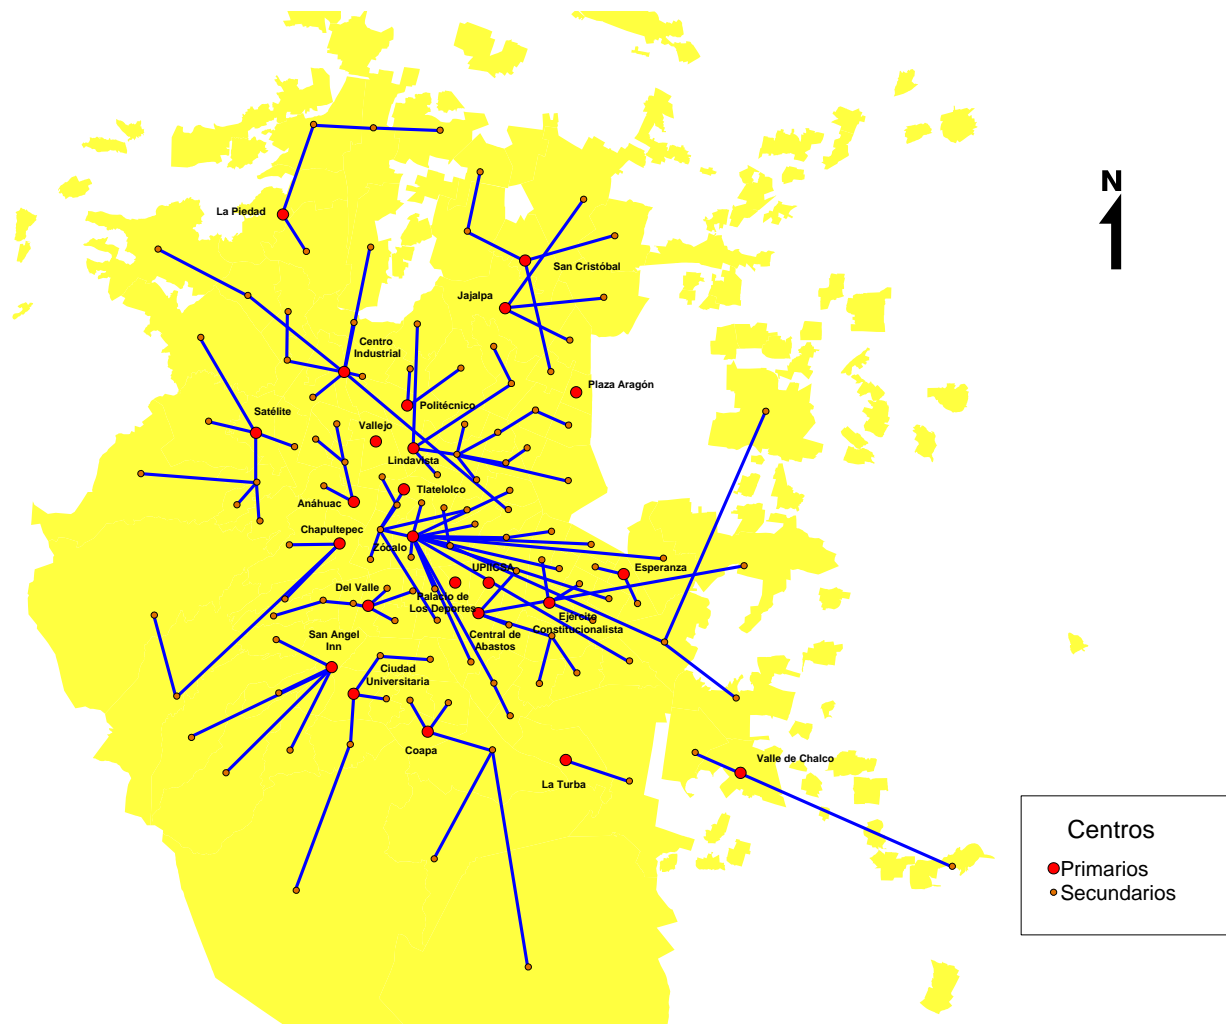 N
La Piedad
San Cristóbal
Jajalpa
Centro
Industrial
Plaza Aragón
Politécnico
Satélite
Vallejo
Lindavista
Tlatelolco
Anáhuac
Chapultepec
Zócalo
UPIICSA
Esperanza
Del Valle
Palacio de
Los Deportes
Ejército
Constitucionalista
Central de
Abastos
San Angel
Inn
Ciudad
Universitaria
Coapa
La Turba
Valle de Chalco
Centros
Primarios
Secundarios